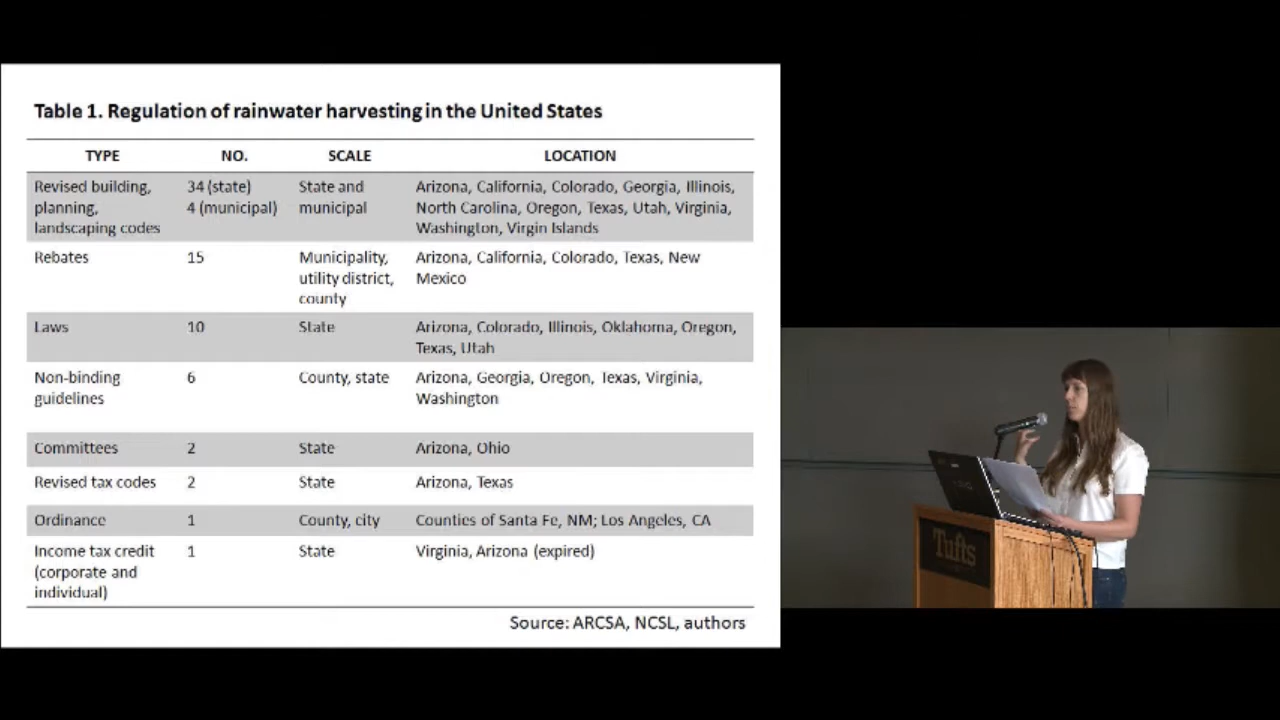 Table 1. Regulation of rainwater harvesting in the United States
TYPE NO. SCALE LOCATION
Revised building, 34 (state) State and Arizona, California, Colorado, Georgia, Illinois,
planning, 4 (municipal) municipal North Carolina, Oregon, Texas, Utah, Virginia,
landscaping codes Washington, Virgin Islands
Rebates 15 Municipality, Arizona, California, Colorado, Texas, New
utility district, Mexico
county
Laws 10 State Arizona, Colorado, Illinois, Oklahoma, Oregon,
Texas, Utah
Non-binding 6 County, state Arizona, Georgia, Oregon, Texas, Virginia,
guidelines Washington
Committees 2 State Arizona, Ohio
Revised tax codes 2 State Arizona, Texas
Ordinance 1 County, city Counties of Santa Fe, NM; Los Angeles, CA
Income tax credit 1 State Virginia, Arizona (expired)
(corporate and
individual)
Source: ARCSA, NCSL, authors
Tufts